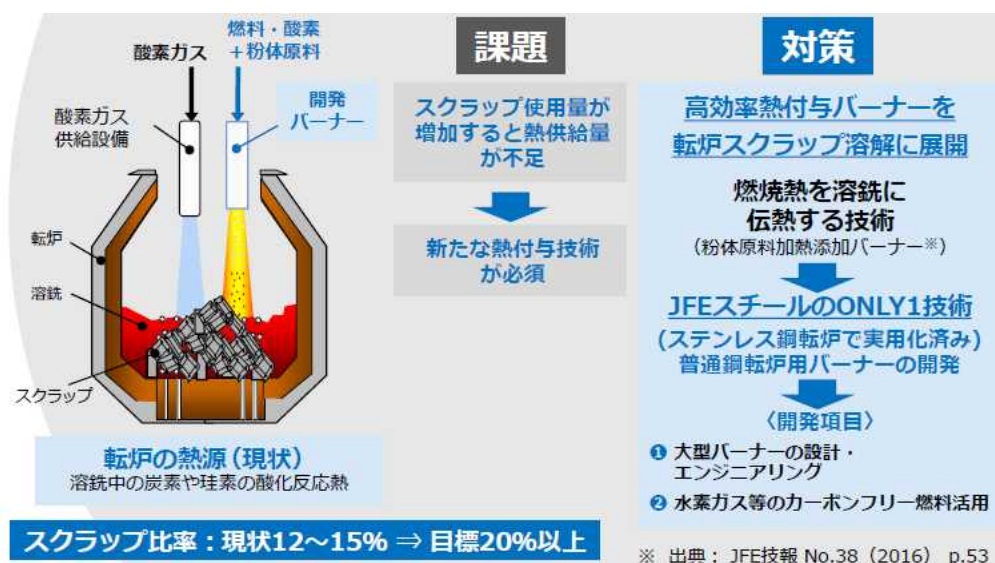 酸素ガス
燃料・酸素
＋粉体原料
開発
バーナー
酸素ガス
供給設備
転炉
溶銑
スクラップ
転炉の熱源（現状）
溶銑中の炭素や珪素の酸化反応熱
スクラップ比率：現状12～15% ⇒ 目標20%以上
課題
スクラップ使用量が
増加すると熱供給量
が不足
新たな熱付与技術
が必須
対策
高効率熱付与バーナーを
転炉スクラップ溶解に展開
燃焼熱を溶銑に
伝熱する技術
（粉体原料加熱添加バーナー※）
JFEスチールのONLY1技術
(ステンレス鋼転炉で実用化済み)
普通鋼転炉用バーナーの開発
〈開発項目〉
❶ 大型バーナーの設計・
エンジニアリング
❷ 水素ガス等のカーボンフリー燃料活用
※ 出典： JFE技報 No.38（2016） p.53